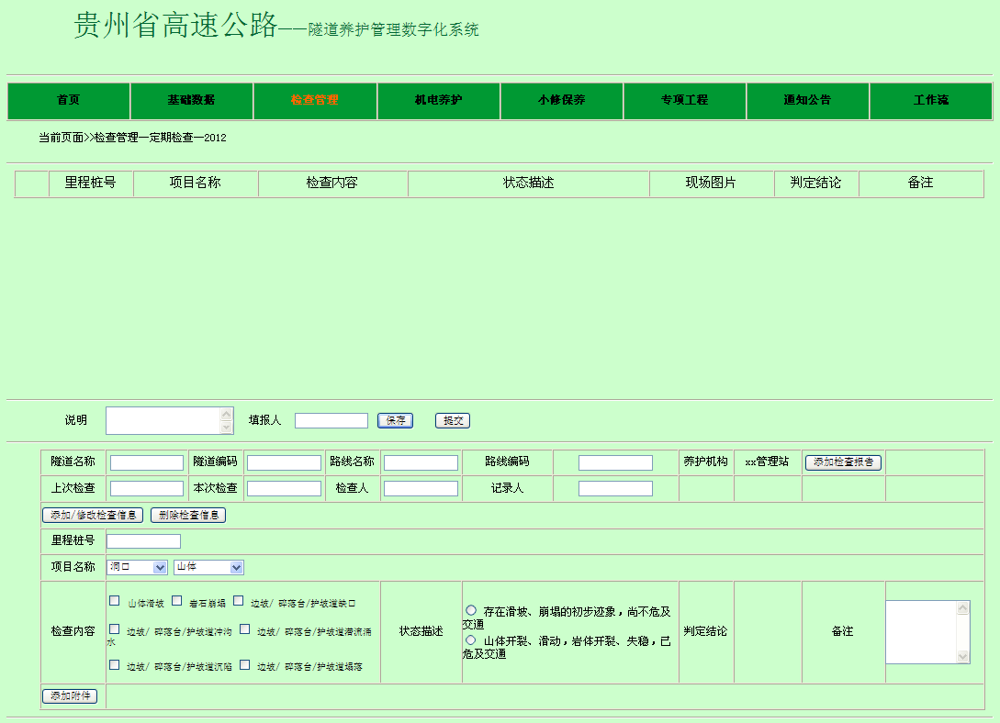 贵州省高速公路——隧道养护管理数字化系统
首页 基础数据 检查管理 机电养护 小修保养 专项工程 通知公告 工作流
当前页面>>检查管理—定期检查—2012
里程桩号 项目名称 检查内容 状态描述 现场图片 判定结论 备注
说明 填报人 保存 提交
隧道名称 隧道编码 路线名称 路线编码 养护机构 xx管理站 添加检查报告
上次检查 本次检查 检查人 记录人
添加/修改检查信息 删除检查信息
里程桩号
项目名称 洞口 山体
检查内容
山体滑坡 岩石崩塌 边坡/ 碎落台/护坡道缺口
边坡/ 碎落台/护坡道冲沟 边坡/ 碎落台/护坡道潜流涌
水
边坡/ 碎落台/护坡道沉陷 边坡/ 碎落台/护坡道塌落
状态描述
存在滑坡、崩塌的初步迹象，尚不危及
交通
山体开裂、滑动，岩体开裂、失稳，已
危及交通
判定结论
备注
添加附件